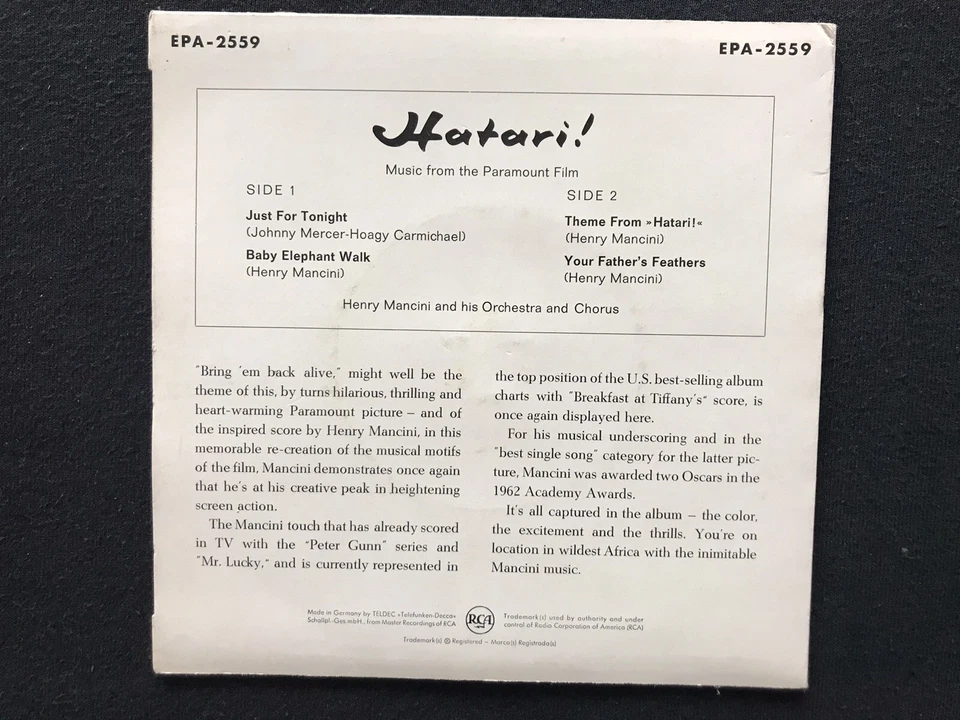 EPA-2559
EPA-2559
Hatari!
Music from the Paramount Film
SIDE 1
Just For Tonight
(Johnny Mercer-Hoagy Carmichael)
Baby Elephant Walk
(Henry Mancini)
SIDE 2
Theme From »Hatari!«
(Henry Mancini)
Your Father's Feathers
(Henry Mancini)
Henry Mancini and his Orchestra and Chorus
"Bring 'em back alive," might well be the
theme of this, by turns hilarious, thrilling and
heart-warming Paramount picture – and of
the inspired score by Henry Mancini, in this
memorable re-creation of the musical motifs
of the film, Mancini demonstrates once again
that he's at his creative peak in heightening
screen action.
The Mancini touch that has already scored
in TV with the "Peter Gunn" series and
"Mr. Lucky," and is currently represented in
the top position of the U.S. best-selling album
charts with "Breakfast at Tiffany's" score, is
once again displayed here.
For his musical underscoring and in the
"best single song" category for the latter pic-
ture, Mancini was awarded two Oscars in the
1962 Academy Awards.
It's all captured in the album – the color,
the excitement and the thrills. You're on
location in wildest Africa with the inimitable
Mancini music.
Made in Germany by TELDEC »Telefunken-Decca«
Schallpl.-Ges.mbH., from Master Recordings of RCA
RCA
Trademark(s) used by authority and under
control of Radio Corporation of America (RCA)
Trademark(s) ® Registered – Marca(s) Registrada(s)